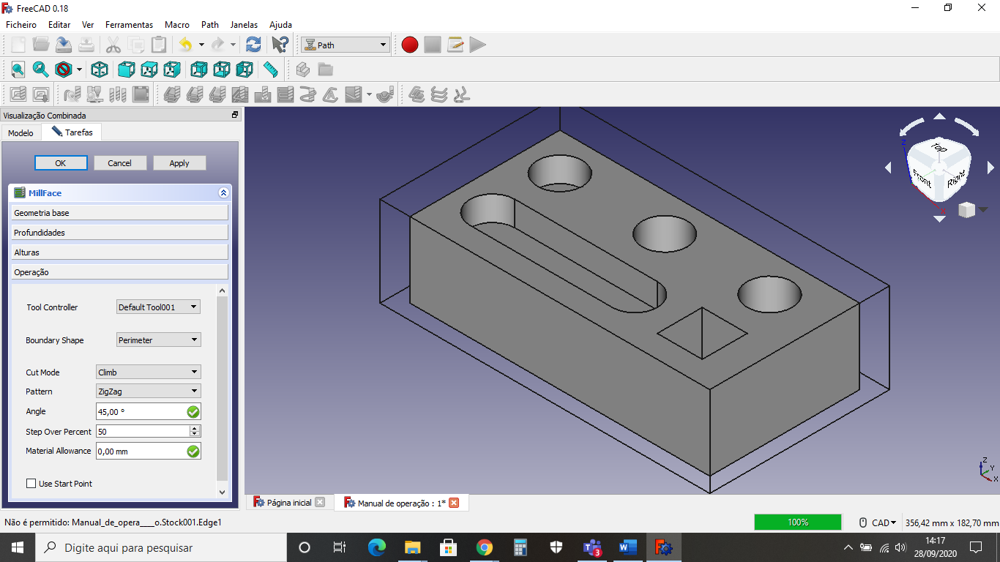 FreeCAD 0.18
Ficheiro Editar Ver Ferramentas Macro Path Janelas Ajuda
Path
Visualização Combinada
Modelo Tarefas
OK Cancel Apply
MillFace
Geometria base
Profundidades
Alturas
Operação
Tool Controller Default Tool001
Boundary Shape Perimeter
Cut Mode Climb
Pattern ZigZag
Angle 45,00 °
Step Over Percent 50
Material Allowance 0,00 mm
Use Start Point
Top
Front Right
Z
X
Z
Y
X
Página inicial Manual de operação : 1*
Não é permitido: Manual_de_opera____o.Stock001.Edge1
100%
CAD
356,42 mm x 182,70 mm
Digite aqui para pesquisar
3
14:17
28/09/2020